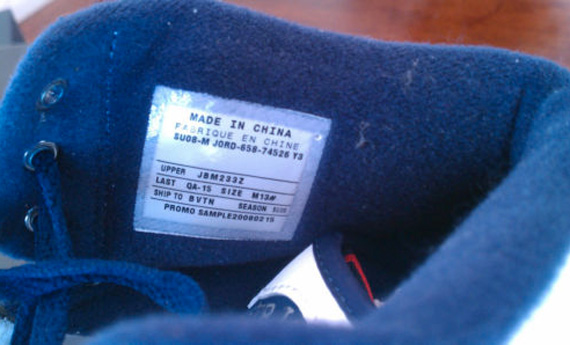 MADE IN CHINA
FABRIQUE EN CHINE
SU08-M JORD-658-74526 Y3
UPPER JBM233Z
LAST QA-15 SIZE M13#
SHIP TO BVTN SEASON
PROMO SAMPLE20080215